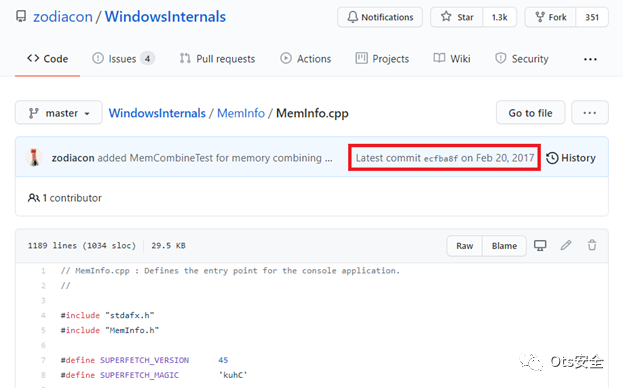 zodiacon / WindowsInternals
Notifications
Star 1.3k
Fork 351
<> Code
Issues 4
Pull requests
Actions
Projects
Wiki
Security
...
master
WindowsInternals / MemInfo / MemInfo.cpp
Go to file
...
zodiacon added MemCombineTest for memory combining ...
Latest commit ecfba8f on Feb 20, 2017
History
1 contributor
1189 lines (1034 sloc) | 29.5 KB
Raw
Blame
1 // MemInfo.cpp : Defines the entry point for the console application.
2 //
3
4 #include "stdafx.h"
5 #include "MemInfo.h"
6
7 #define SUPERFETCH_VERSION 45
8 #define SUPERFETCH_MAGIC 'kuhC'
Ots安全